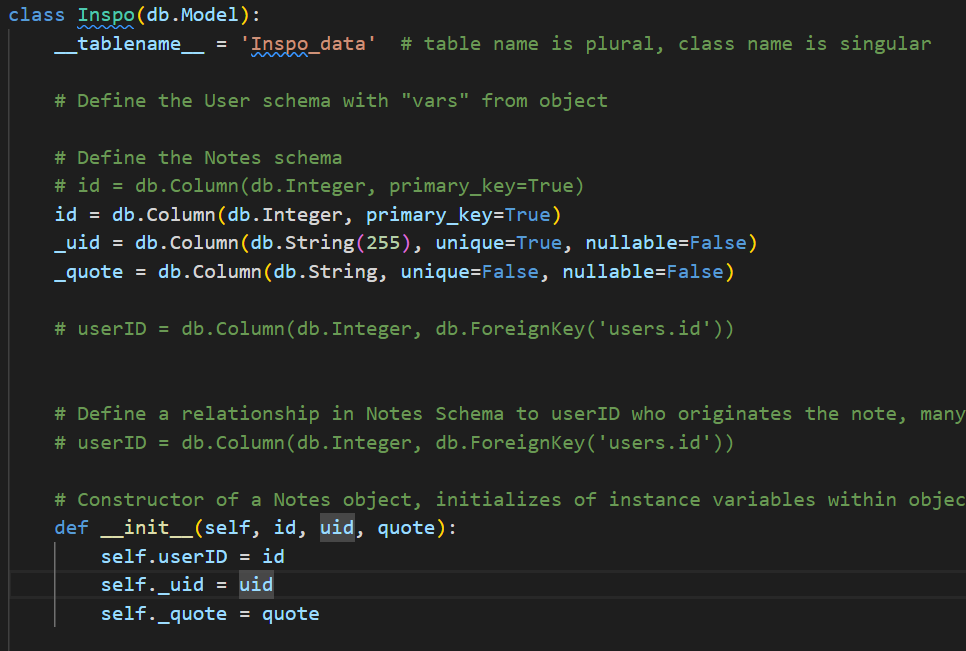 class Inspo(db.Model):
    __tablename__ = 'Inspo_data'  # table name is plural, class name is singular
    # Define the User schema with "vars" from object
    # Define the Notes schema
    # id = db.Column(db.Integer, primary_key=True)
    id = db.Column(db.Integer, primary_key=True)
    _uid = db.Column(db.String(255), unique=True, nullable=False)
    _quote = db.Column(db.String, unique=False, nullable=False)
    # userID = db.Column(db.Integer, db.ForeignKey('users.id'))
    # Define a relationship in Notes Schema to userID who originates the note, many
    # userID = db.Column(db.Integer, db.ForeignKey('users.id'))
    # Constructor of a Notes object, initializes of instance variables within objec
    def __init__(self, id, uid, quote):
        self.userID = id
        self._uid = uid
        self._quote = quote